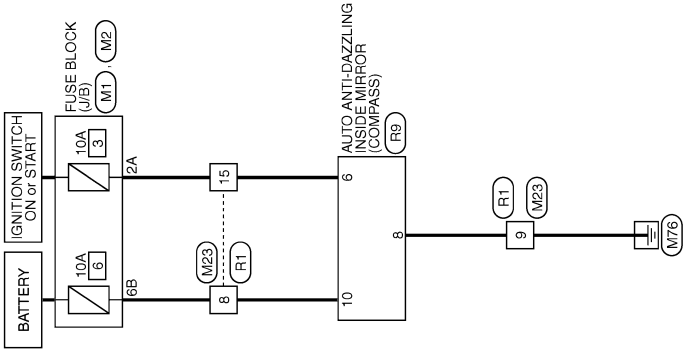 IGNITION SWITCH
ON or START
BATTERY
FUSE BLOCK
(J/B)
M1 , M2
10A
3
2A
10A
6
6B
15
M23
8
R1
AUTO ANTI-DAZZLING
INSIDE MIRROR
(COMPASS)
R9
6
10
8
R1
9
M23
M76